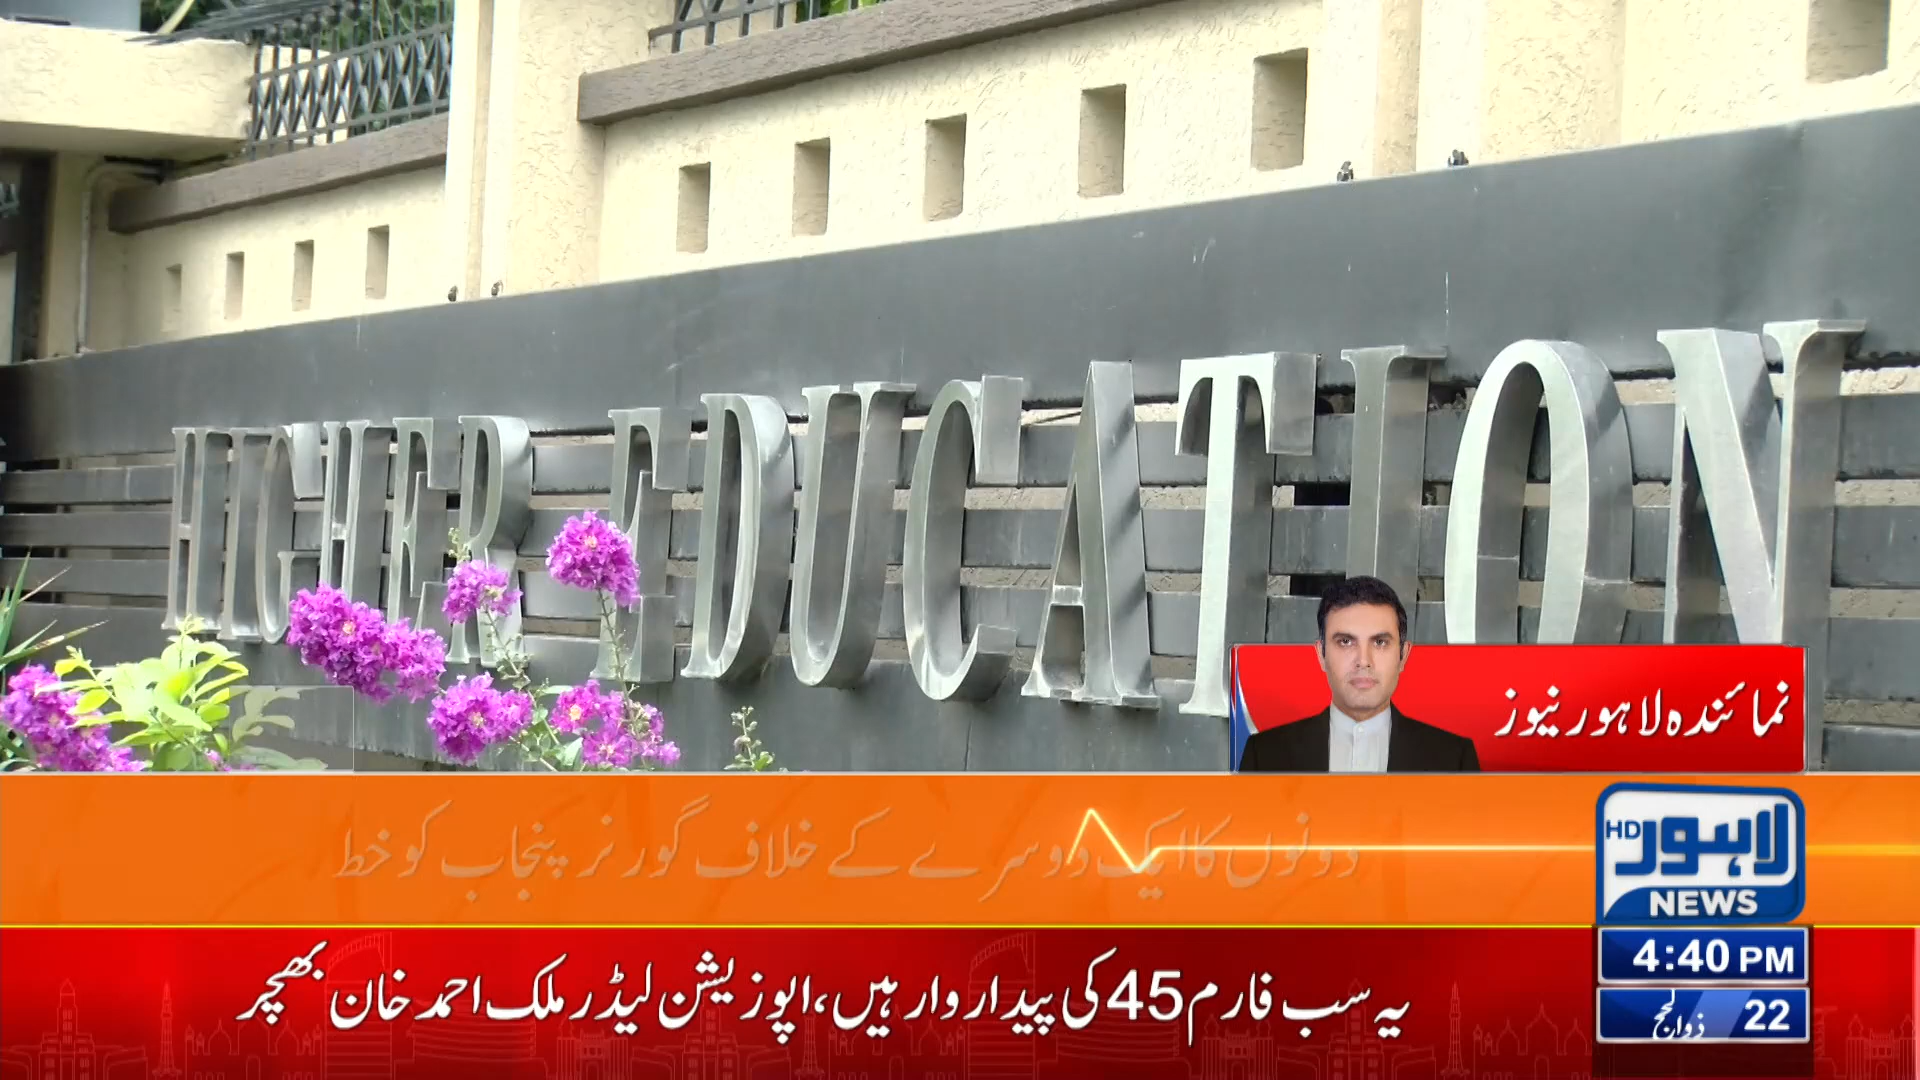 HIGHER EDUCATION
نمائندہ لاہور نیوز
دونوں کا ایک دوسرے کے خلاف گورنر پنجاب کو خط
لاہور HD
NEWS
4:40 PM
22 ذوالحج
یہ سب فارم 45 کی پیداروار ہیں، اپوزیشن لیڈر ملک احمد خان بھچر